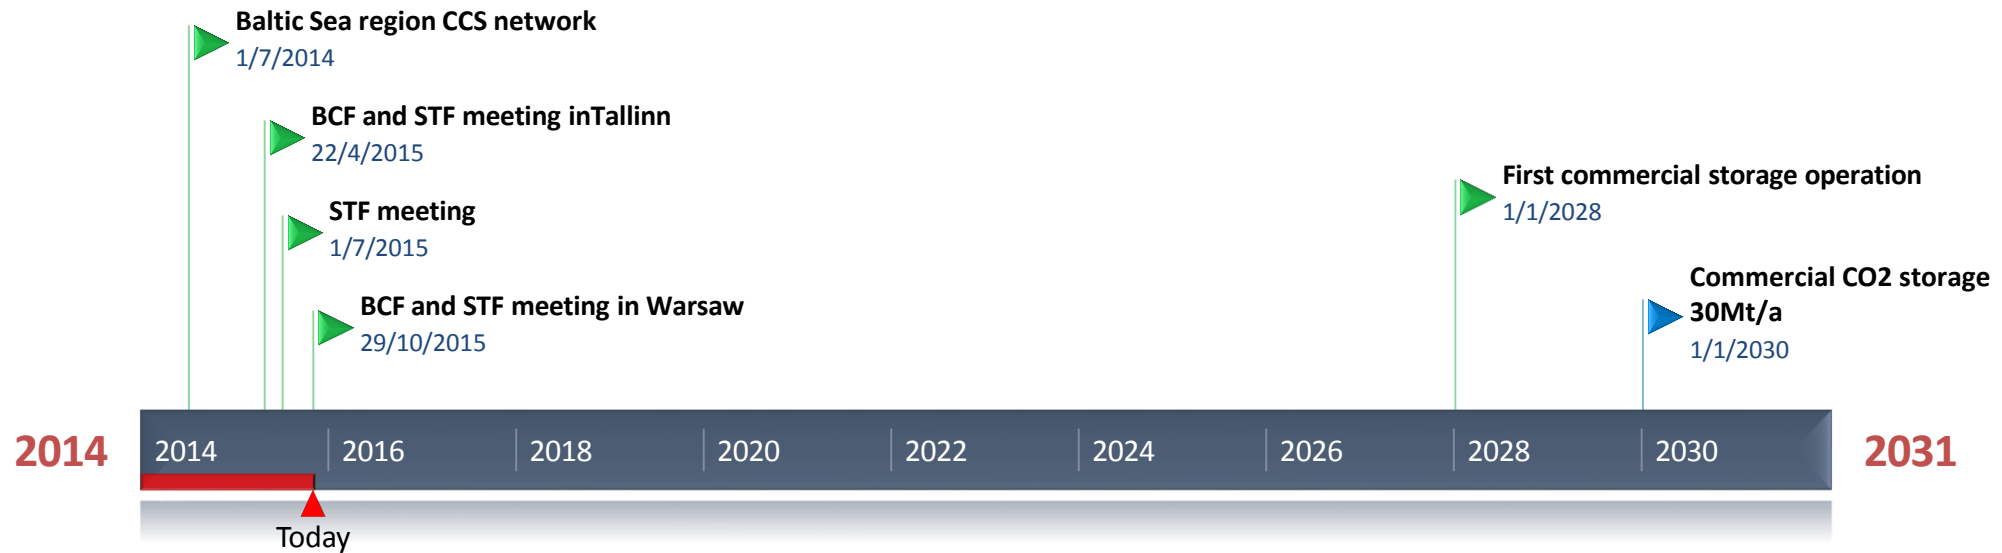 Baltic Sea region CCS network
1/7/2014
BCF and STF meeting inTallinn
22/4/2015
STF meeting
1/7/2015
BCF and STF meeting in Warsaw
29/10/2015
First commercial storage operation
1/1/2028
Commercial CO2 storage
30Mt/a
1/1/2030
2014 2014 2016 2018 2020 2022 2024 2026 2028 2030 2031
Today